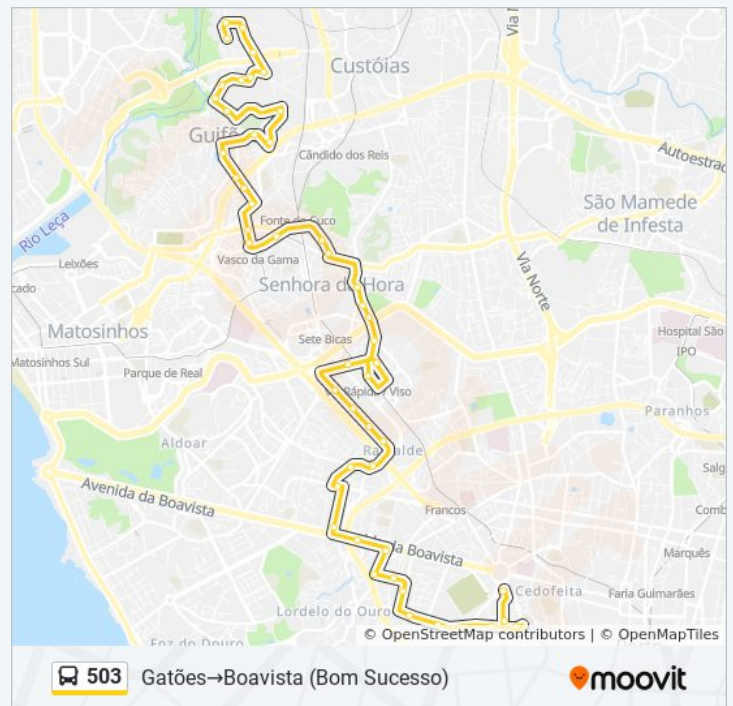 Custóias
Via N
Guifõ
Cândido dos Reis
Autoestrad
São Mamede
de Infesta
Rio Leça
Fonte do Cuco
Leixões
Vasco da Gama
cado
Senhora da Hora
Via Norte
Matosinhos
Sete Bicas
Hospital São
IPO
Matosinhos Sul
Parque de Real
Viso
Paranhos
Aldoar
Ramalde
Salg
Avenida da Boavista
Francos
Comb
da Boavista
Marquês
Cedofeita
Faria Guimarães
Lordelo do Ouro
Foz do Douro
© OpenStreetMap contributors | © OpenMapTiles
503
Gatões→Boavista (Bom Sucesso)
moovit